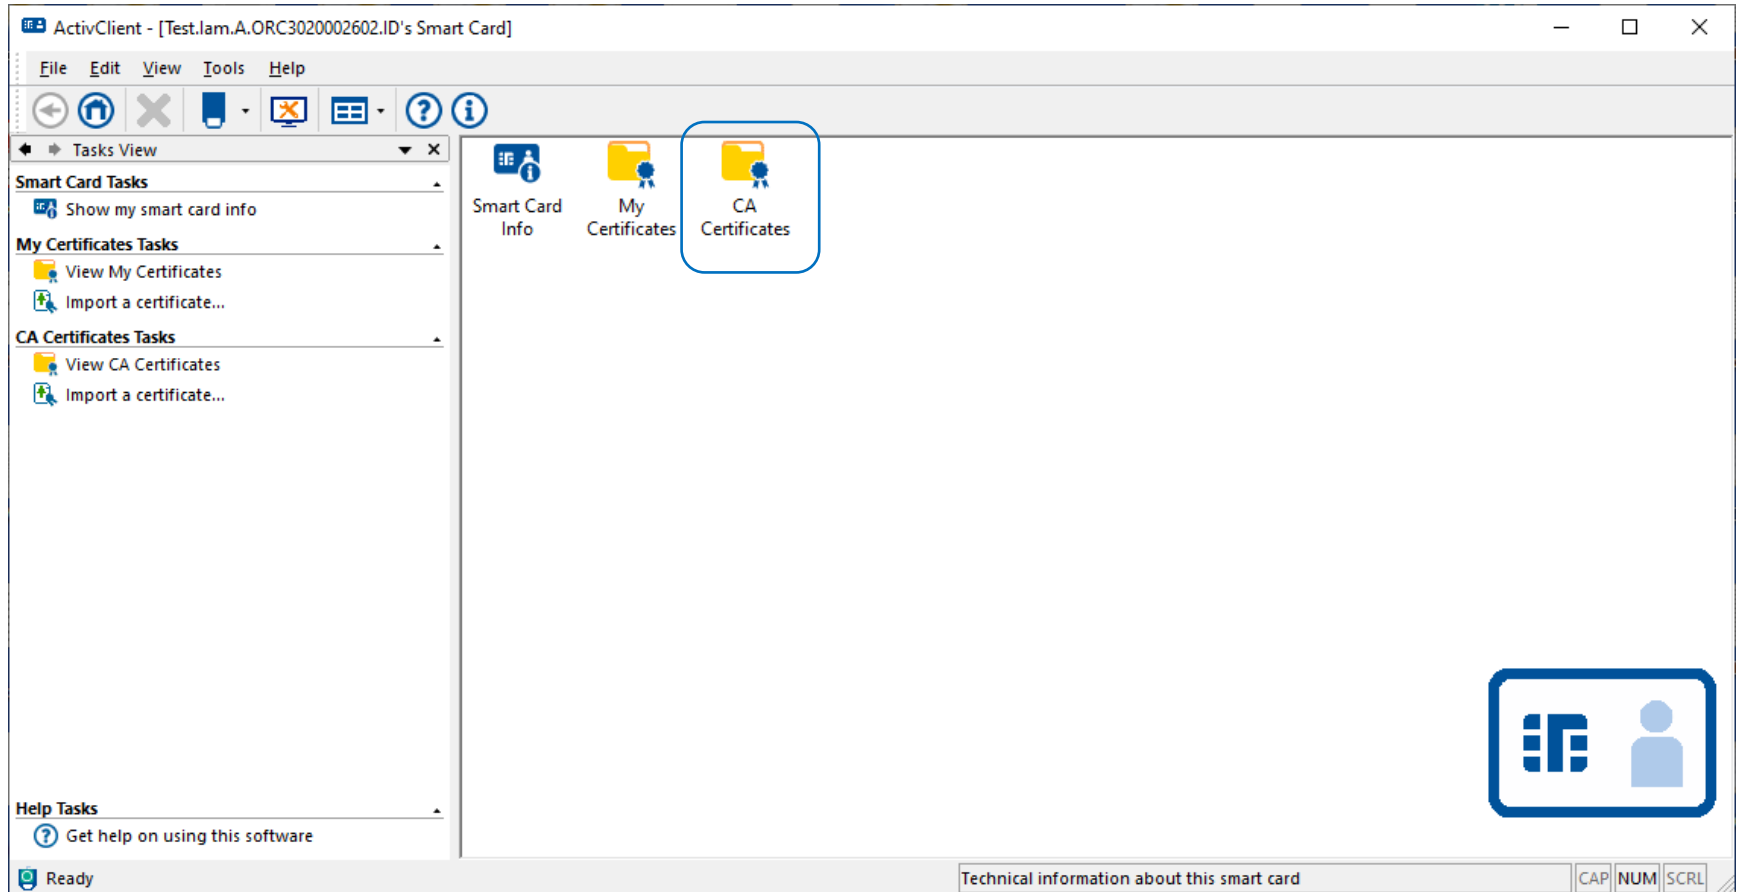 ActivClient - [Test.Iam.A.ORC3020002602.ID's Smart Card]
File Edit View Tools Help
Tasks View
Smart Card Tasks
Show my smart card info
My Certificates Tasks
View My Certificates
Import a certificate...
CA Certificates Tasks
View CA Certificates
Import a certificate...
Help Tasks
Get help on using this software
Smart Card
Info
My
Certificates
CA
Certificates
Ready
Technical information about this smart card
CAP NUM SCRL